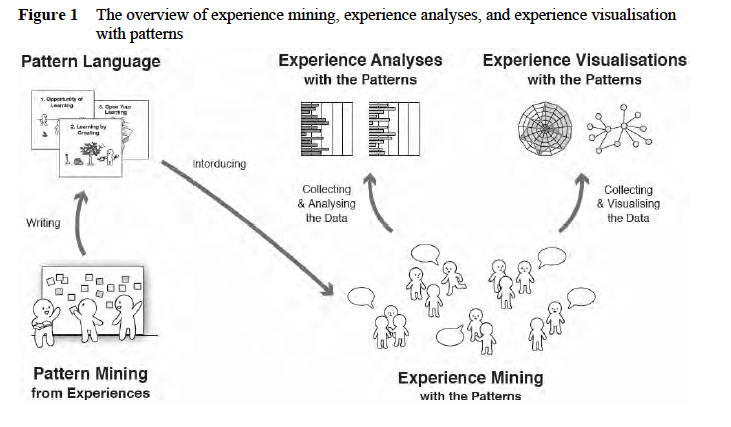 Figure 1 The overview of experience mining, experience analyses, and experience visualisation
with patterns
Pattern Language
Experience Analyses
with the Patterns
Experience Visualisations
with the Patterns
1. Opportunity of
Learning
3. Open Your
Learning
2. Learning by
Creating
Intorducing
Collecting
& Analysing
the Data
Collecting
& Visualising
the Data
Writing
Pattern Mining
from Experiences
Experience Mining
with the Patterns